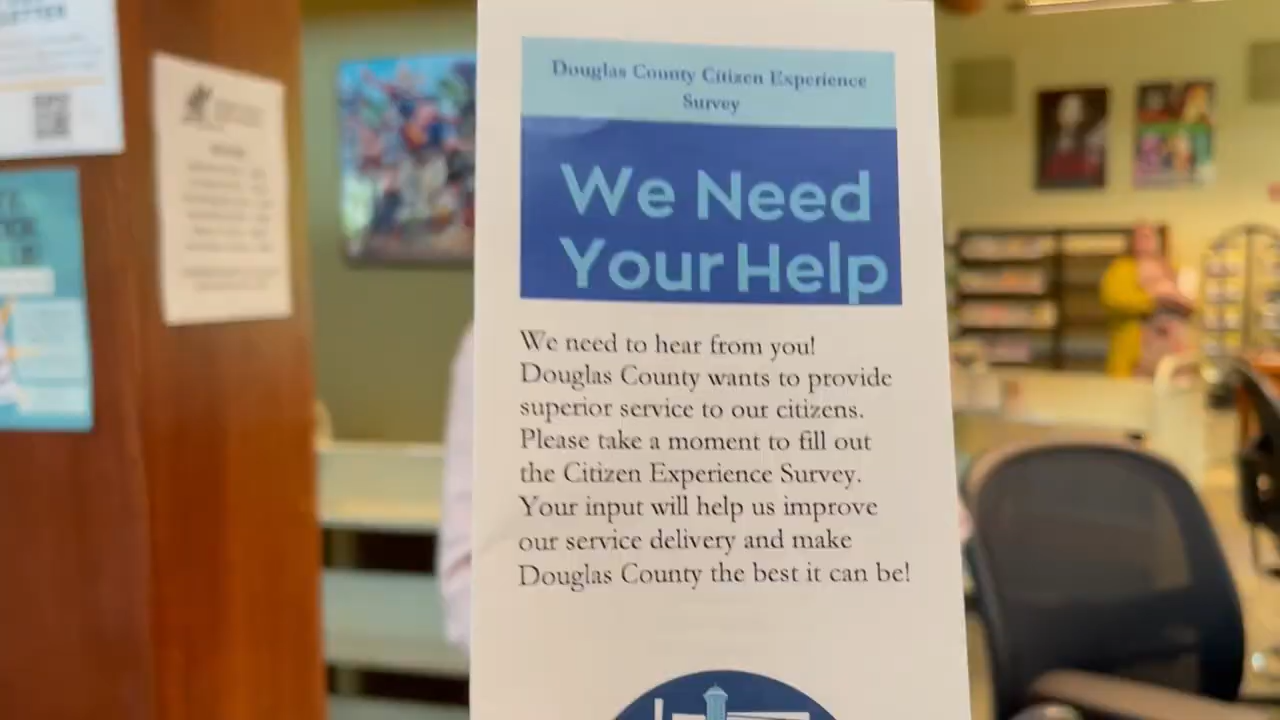 Douglas County Citizen Experience
Survey
We Need
Your Help
We need to hear from you!
Douglas County wants to provide
superior service to our citizens.
Please take a moment to fill out
the Citizen Experience Survey.
Your input will help us improve
our service delivery and make
Douglas County the best it can be!